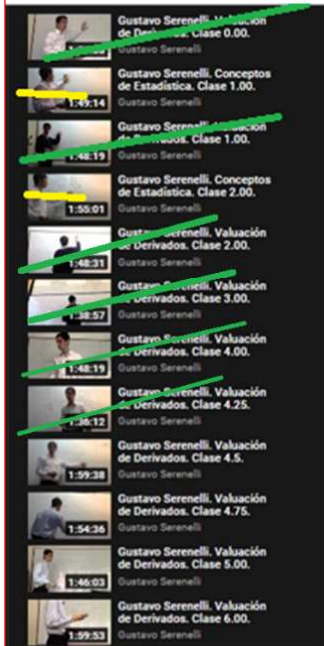 Gustavo Serenelli. Valuación
de Derivados. Clase 0.00.
Gustavo Serenelli
1:49:14
Gustavo Serenelli. Conceptos
de Estadística. Clase 1.00.
Gustavo Serenelli
1:48:19
Gustavo Serenelli. Valuación
de Derivados. Clase 1.00.
Gustavo Serenelli
1:55:01
Gustavo Serenelli. Conceptos
de Estadística. Clase 2.00.
Gustavo Serenelli
1:48:31
Gustavo Serenelli. Valuación
de Derivados. Clase 2.00.
Gustavo Serenelli
1:38:57
Gustavo Serenelli. Valuación
de Derivados. Clase 3.00.
Gustavo Serenelli
1:48:19
Gustavo Serenelli. Valuación
de Derivados. Clase 4.00.
Gustavo Serenelli
1:36:12
Gustavo Serenelli. Valuación
de Derivados. Clase 4.25.
Gustavo Serenelli
1:59:38
Gustavo Serenelli. Valuación
de Derivados. Clase 4.5.
Gustavo Serenelli
1:54:36
Gustavo Serenelli. Valuación
de Derivados. Clase 4.75.
Gustavo Serenelli
1:46:03
Gustavo Serenelli. Valuación
de Derivados. Clase 5.00.
Gustavo Serenelli
1:59:53
Gustavo Serenelli. Valuación
de Derivados. Clase 6.00.
Gustavo Serenelli